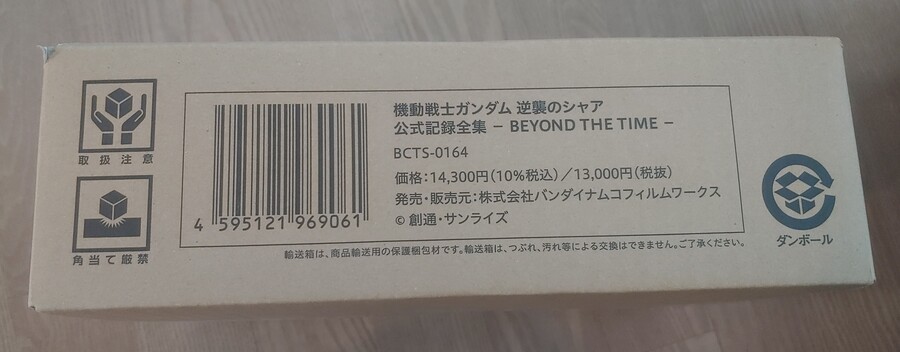 取扱注意
角当て厳禁
4 595121 969061
機動戦士ガンダム 逆襲のシャア
公式記録全集 − BEYOND THE TIME −
BCTS-0164
価格：14,300円（10%税込）／13,000円（税抜）
発売・販売元：株式会社バンダイナムコフィルムワークス
© 創通・サンライズ
輸送箱は、商品輸送用の保護梱包材です。輸送箱は、つぶれ、汚れ等による交換はできません。ご了承ください。
ダンボール